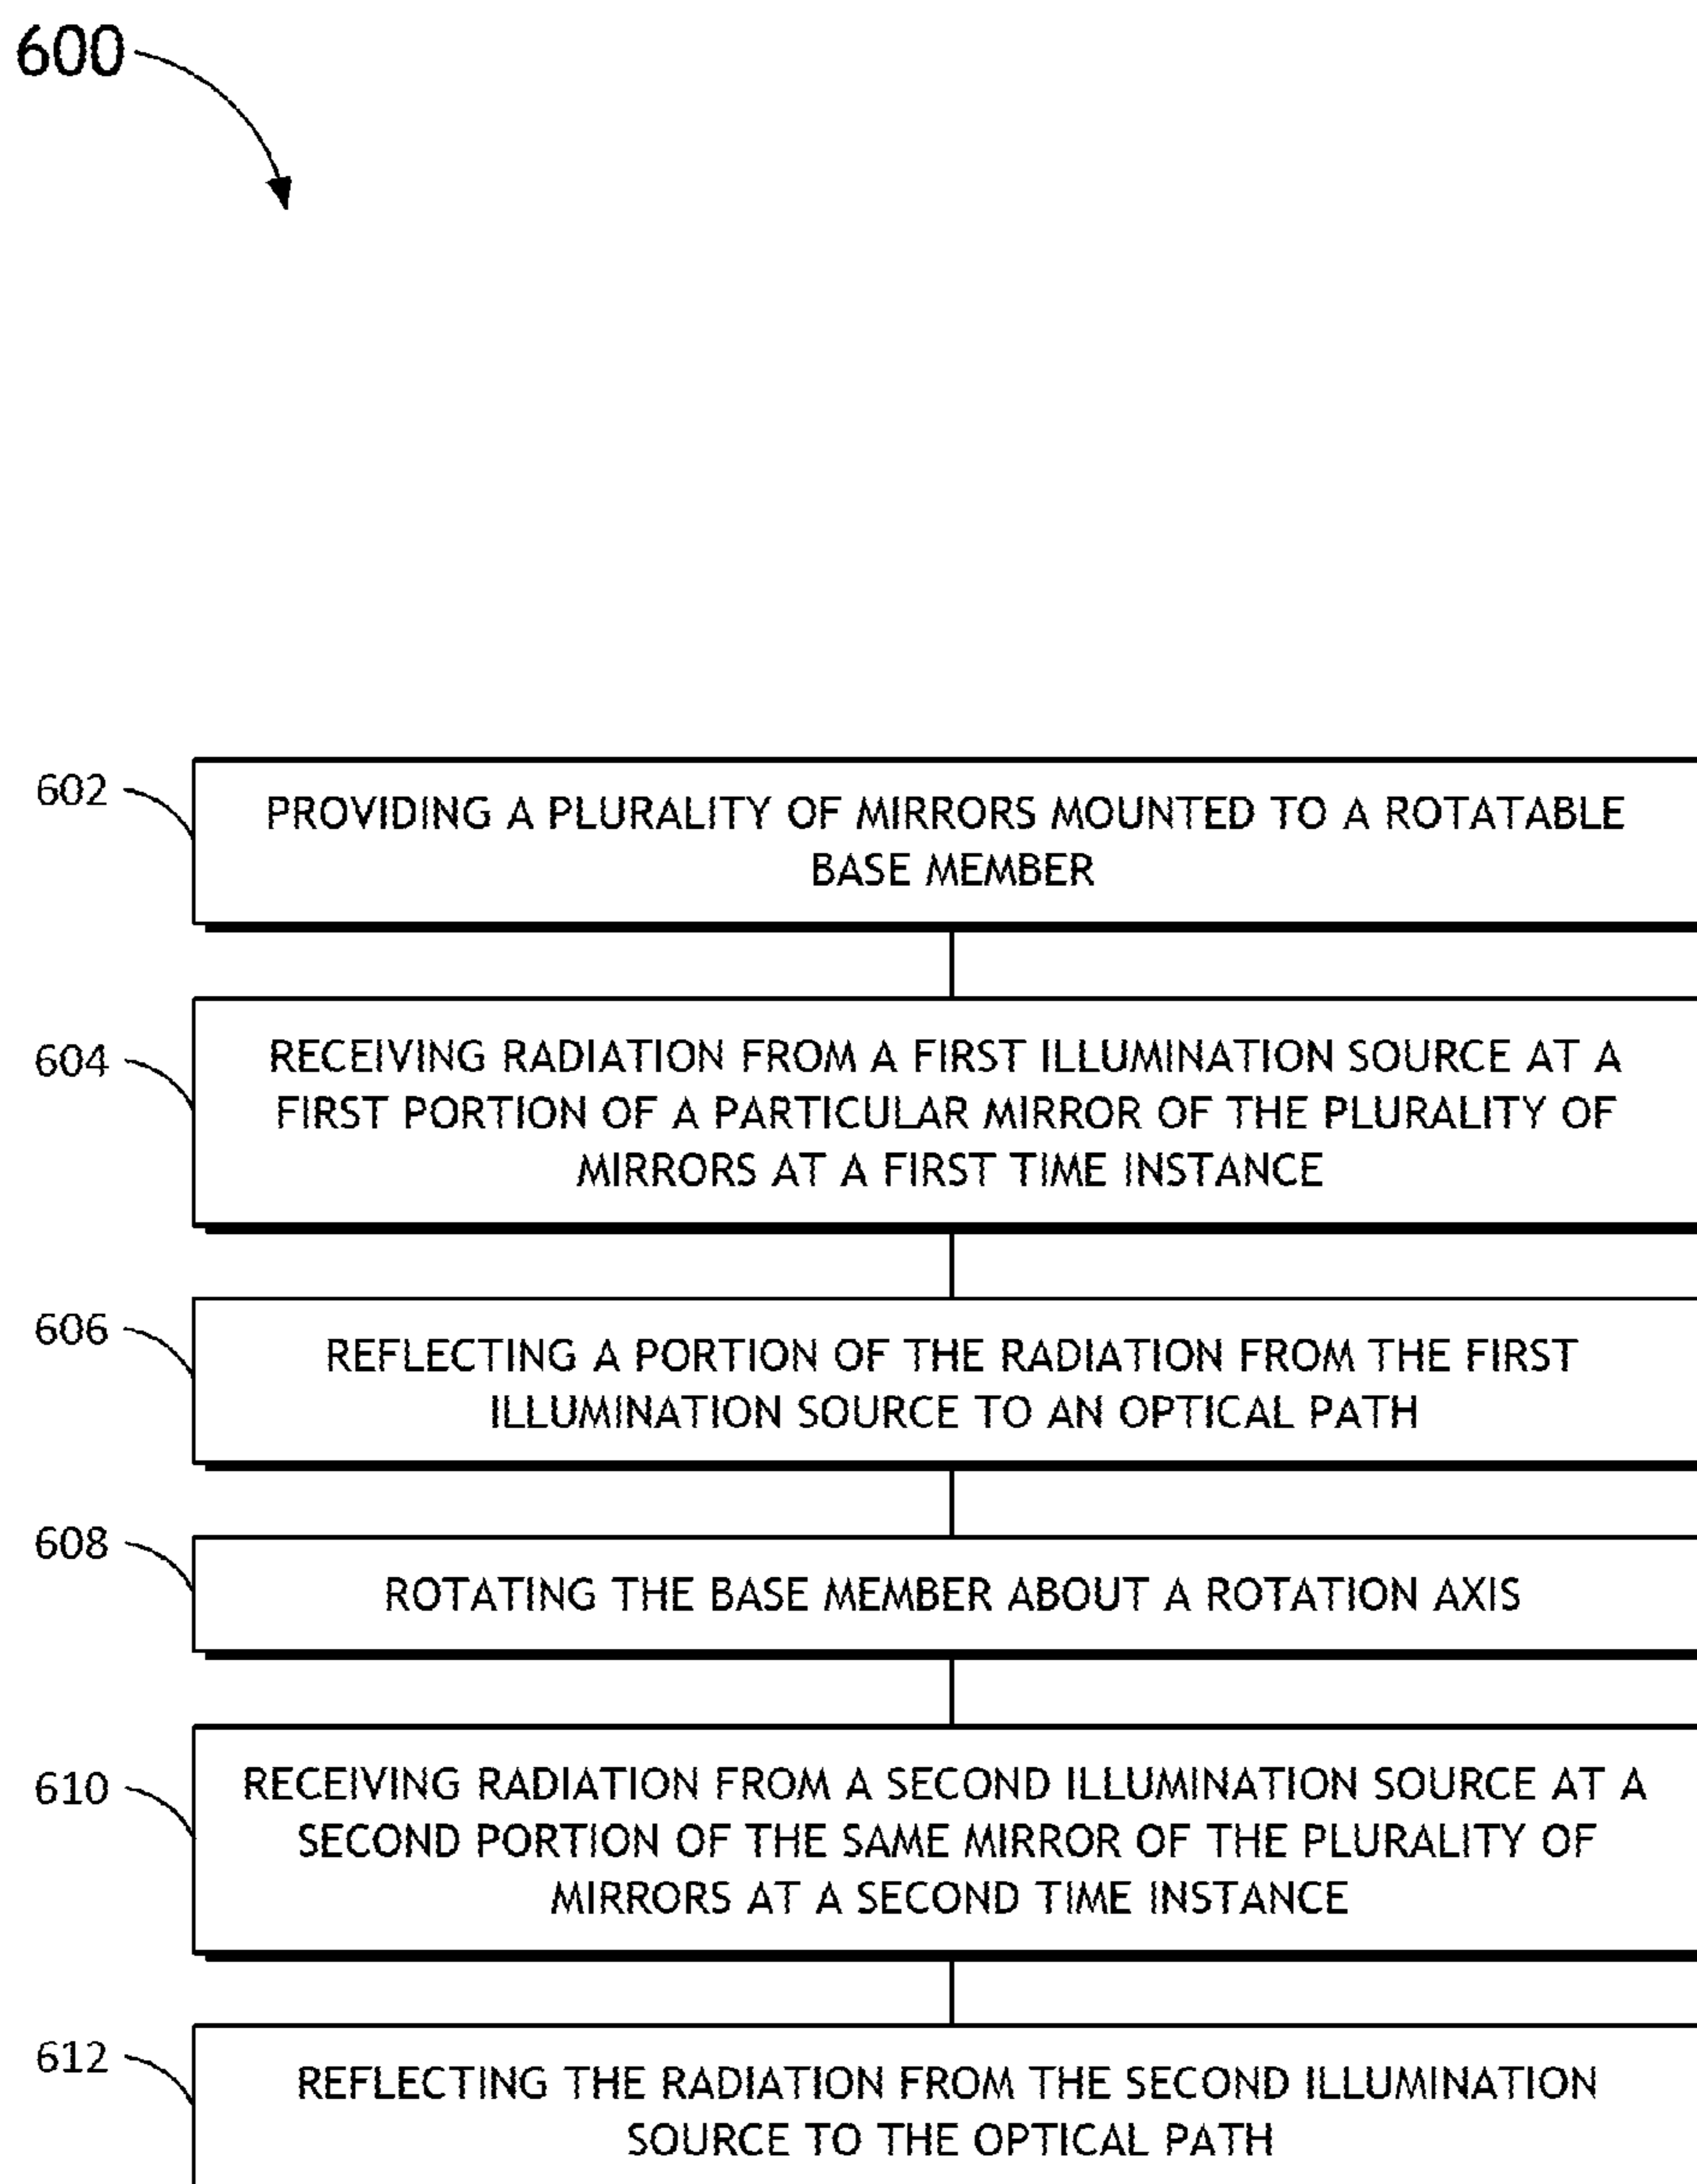 600
602
PROVIDING A PLURALITY OF MIRRORS MOUNTED TO A ROTATABLE
BASE MEMBER
604
RECEIVING RADIATION FROM A FIRST ILLUMINATION SOURCE AT A
FIRST PORTION OF A PARTICULAR MIRROR OF THE PLURALITY OF
MIRRORS AT A FIRST TIME INSTANCE
606
REFLECTING A PORTION OF THE RADIATION FROM THE FIRST
ILLUMINATION SOURCE TO AN OPTICAL PATH
608
ROTATING THE BASE MEMBER ABOUT A ROTATION AXIS
610
RECEIVING RADIATION FROM A SECOND ILLUMINATION SOURCE AT A
SECOND PORTION OF THE SAME MIRROR OF THE PLURALITY OF
MIRRORS AT A SECOND TIME INSTANCE
612
REFLECTING THE RADIATION FROM THE SECOND ILLUMINATION
SOURCE TO THE OPTICAL PATH